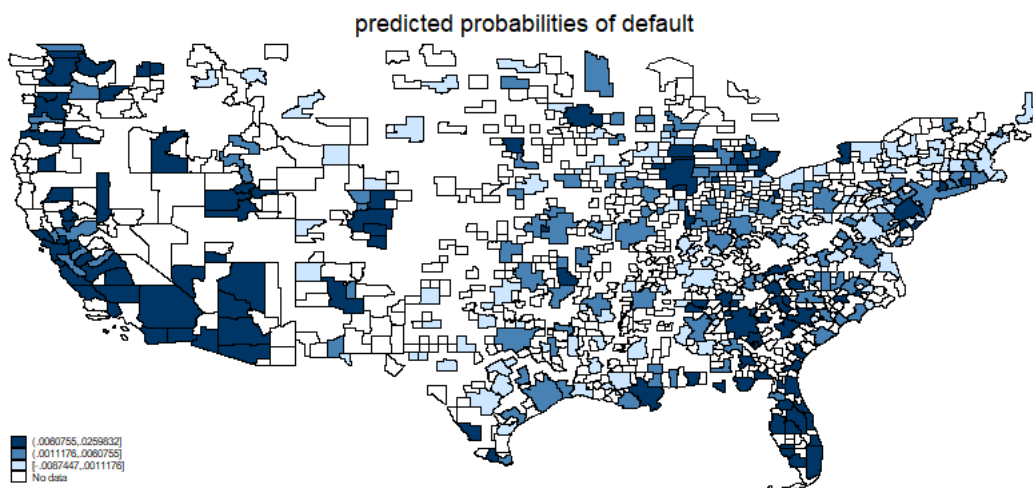 predicted probabilities of default
(.0060755,.0259832]
(.0011176,.0060755]
[-.0087447,.0011176]
No data